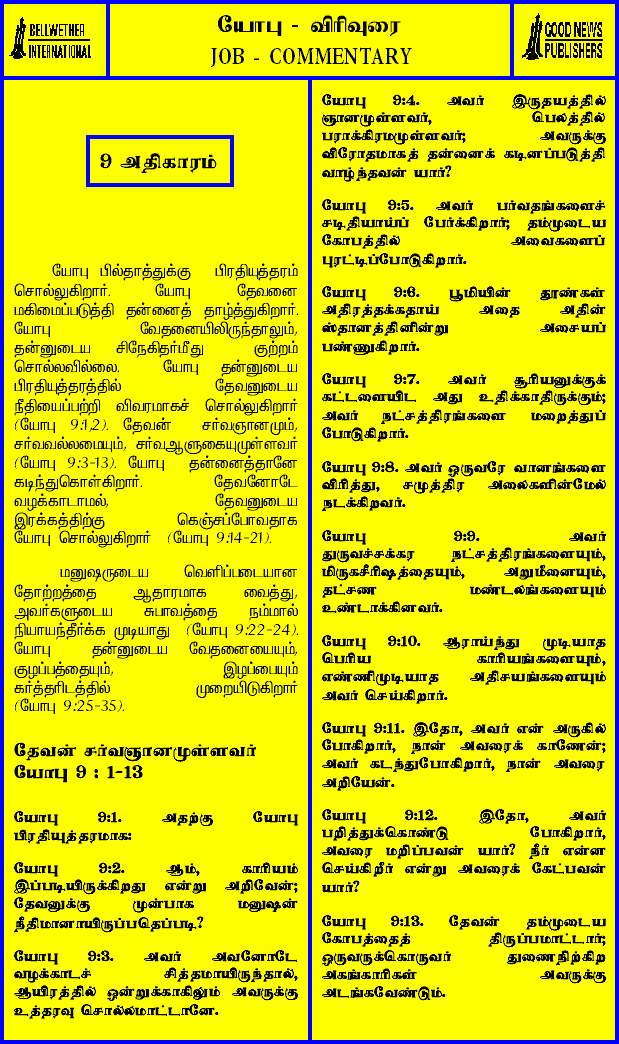 BELLWETHER
INTERNATIONAL
யோபு - விரிவுரை
JOB - COMMENTARY
GOOD NEWS
PUBLISHERS
9 அதிகாரம்
யோபு பில்தாத்துக்கு பிரதியுத்தரம்
சொல்லுகிறார். யோபு தேவனை
மகிமைப்படுத்தி தன்னைத் தாழ்த்துகிறார்.
யோபு வேதனையிலிருந்தாலும்,
தன்னுடைய சிநேகிதர்மீது குற்றம்
சொல்லவில்லை. யோபு தன்னுடைய
பிரதியுத்தரத்தில் தேவனுடைய
நீதியைப்பற்றி விவரமாகச் சொல்லுகிறார்
(யோபு 9:1,2). தேவன் சர்வஞானமும்,
சர்வவல்லமையும், சர்வஆளுகையுமுள்ளவர்
(யோபு 9:3-13). யோபு தன்னைத்தானே
கடிந்துகொள்கிறார். தேவனோடே
வழக்காடாமல், தேவனுடைய
இரக்கத்திற்கு கெஞ்சப்போவதாக
யோபு சொல்லுகிறார் (யோபு 9:14-21).
மனுஷருடைய வெளிப்படையான
தோற்றத்தை ஆதாரமாக வைத்து,
அவர்களுடைய சுபாவத்தை நம்மால்
நியாயந்தீர்க்க முடியாது (யோபு 9:22-24).
யோபு தன்னுடைய வேதனையையும்,
குழப்பத்தையும், இழப்பையும்
கர்த்தரிடத்தில் முறையிடுகிறார்
(யோபு 9:25-35).
தேவன் சர்வஞானமுள்ளவர்
யோபு 9 : 1-13
யோபு 9:1. அதற்கு யோபு
பிரதியுத்தரமாக:
யோபு 9:2. ஆம், காரியம்
இப்படியிருக்கிறது என்று அறிவேன்;
தேவனுக்கு முன்பாக மனுஷன்
நீதிமானாயிருப்பதெப்படி?
யோபு 9:3. அவர் அவனோடே
வழக்காடச் சித்தமாயிருந்தால்,
ஆயிரத்தில் ஒன்றுக்காகிலும் அவருக்கு
உத்தரவு சொல்லமாட்டானே.
யோபு 9:4. அவர் இருதயத்தில்
ஞானமுள்ளவர், பெலத்தில்
பராக்கிரமமுள்ளவர்; அவருக்கு
விரோதமாகத் தன்னைக் கடினப்படுத்தி
வாழ்ந்தவன் யார்?
யோபு 9:5. அவர் பர்வதங்களைச்
சடிதியாய்ப் பேர்க்கிறார்; தம்முடைய
கோபத்தில் அவைகளைப்
புரட்டிப்போடுகிறார்.
யோபு 9:6. பூமியின் தூண்கள்
அதிரத்தக்கதாய் அதை அதின்
ஸ்தானத்தினின்று அசையப்
பண்ணுகிறார்.
யோபு 9:7. அவர் சூரியனுக்குக்
கட்டளையிட அது உதிக்காதிருக்கும்;
அவர் நட்சத்திரங்களை மறைத்துப்
போடுகிறார்.
யோபு 9:8. அவர் ஒருவரே வானங்களை
விரித்து, சமுத்திர அலைகளின்மேல்
நடக்கிறவர்.
யோபு 9:9. அவர்
துருவச்சக்கர நட்சத்திரங்களையும்,
மிருகசீரிஷத்தையும், அறுமீனையும்,
தட்சண மண்டலங்களையும்
உண்டாக்கினவர்.
யோபு 9:10. ஆராய்ந்து முடியாத
பெரிய காரியங்களையும்,
எண்ணிமுடியாத அதிசயங்களையும்
அவர் செய்கிறார்.
யோபு 9:11. இதோ, அவர் என் அருகில்
போகிறார், நான் அவரைக் காணேன்;
அவர் கடந்துபோகிறார், நான் அவரை
அறியேன்.
யோபு 9:12. இதோ, அவர்
பறித்துக்கொண்டு போகிறார்,
அவரை மறிப்பவன் யார்? நீர் என்ன
செய்கிறீர் என்று அவரைக் கேட்பவன்
யார்?
யோபு 9:13. தேவன் தம்முடைய
கோபத்தைத் திருப்பமாட்டார்;
ஒருவருக்கொருவர் துணைநிற்கிற
அகங்காரிகள் அவருக்கு
அடங்கவேண்டும்.